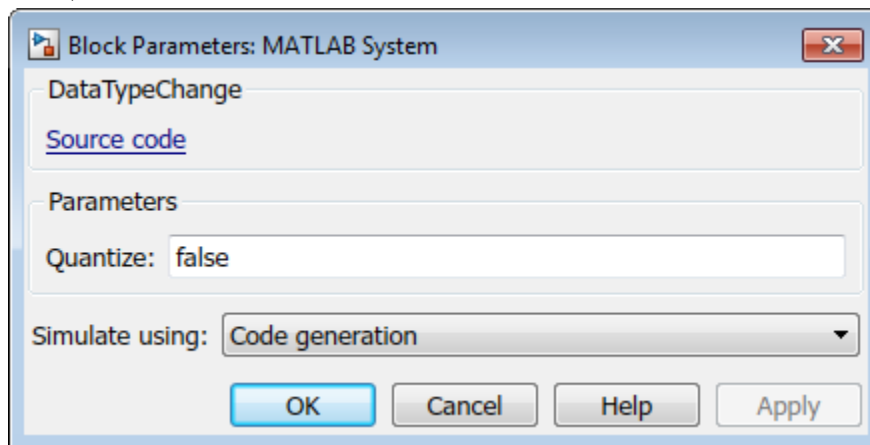 Block Parameters: MATLAB System
DataTypeChange
Source code
Parameters
Quantize: false
Simulate using: Code generation
OK Cancel Help Apply